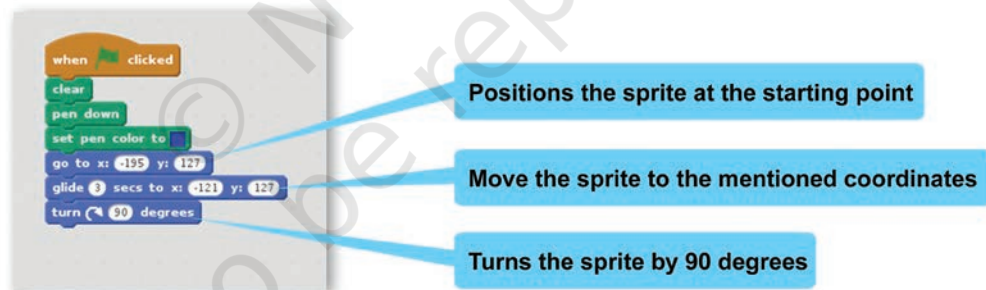 when clicked
clear
pen down
set pen color to
go to x: -195 y: 127
glide 3 secs to x: -121 y: 127
turn 90 degrees
Positions the sprite at the starting point
Move the sprite to the mentioned coordinates
Turns the sprite by 90 degrees
©
o be rep